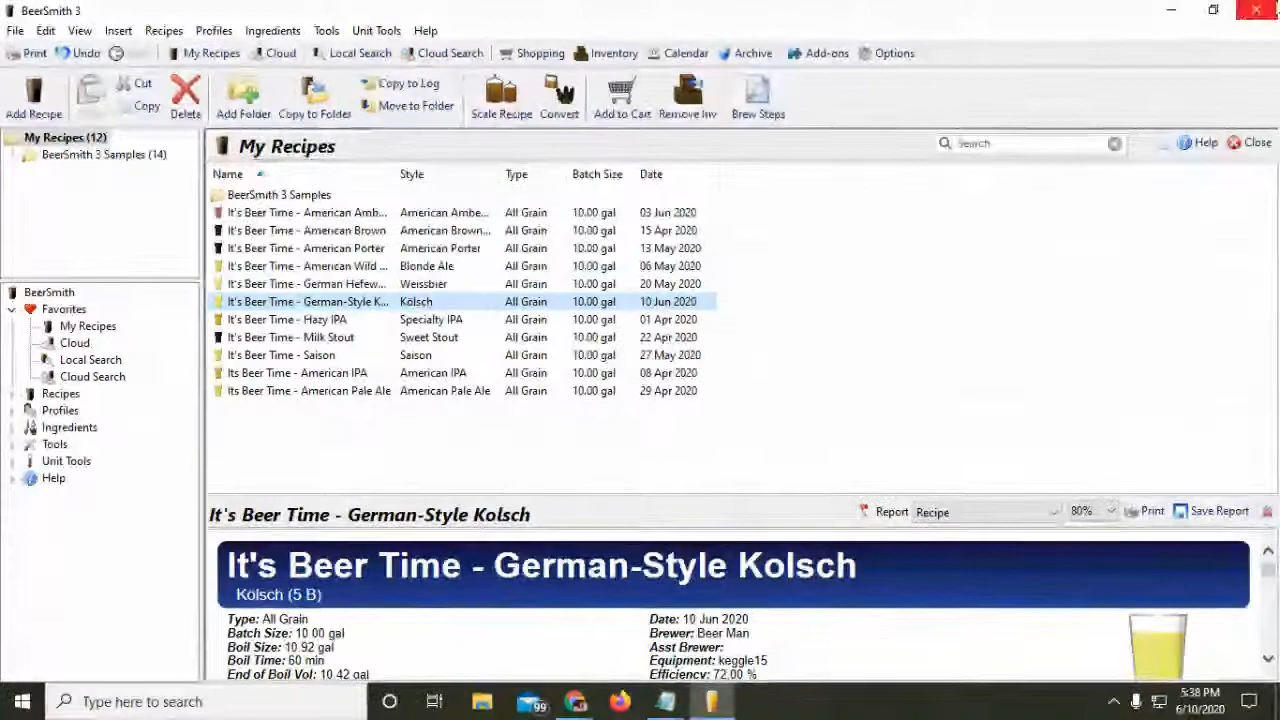 BeerSmith 3
File Edit View Insert Recipes Profiles Ingredients Tools Unit Tools Help
Print Undo My Recipes Cloud Local Search Cloud Search Shopping Inventory Calendar Archive Add-ons Options
Add Recipe Cut Copy Delete Add Folder Copy to Folder Copy to Log Move to Folder Scale Recipe Convert Add to Cart Remove Inv Brew Steps
My Recipes (12)
BeerSmith 3 Samples (14)
My Recipes Search Help Close
Name Style Type Batch Size Date
BeerSmith 3 Samples
It's Beer Time - American Amb... American Ambe... All Grain 10.00 gal 03 Jun 2020
It's Beer Time - American Brown American Brown... All Grain 10.00 gal 15 Apr 2020
It's Beer Time - American Porter American Porter All Grain 10.00 gal 13 May 2020
It's Beer Time - American Wild ... Blonde Ale All Grain 10.00 gal 06 May 2020
It's Beer Time - German Hefew... Weissbier All Grain 10.00 gal 20 May 2020
It's Beer Time - German-Style K... Kölsch All Grain 10.00 gal 10 Jun 2020
It's Beer Time - Hazy IPA Specialty IPA All Grain 10.00 gal 01 Apr 2020
It's Beer Time - Milk Stout Sweet Stout All Grain 10.00 gal 22 Apr 2020
It's Beer Time - Saison Saison All Grain 10.00 gal 27 May 2020
Its Beer Time - American IPA American IPA All Grain 10.00 gal 08 Apr 2020
Its Beer Time - American Pale Ale American Pale Ale All Grain 10.00 gal 29 Apr 2020
BeerSmith
Favorites
My Recipes
Cloud
Local Search
Cloud Search
Recipes
Profiles
Ingredients
Tools
Unit Tools
Help
It's Beer Time - German-Style Kolsch Report Recipe 80% Print Save Report
It's Beer Time - German-Style Kolsch
Kölsch (5 B)
Type: All Grain
Batch Size: 10.00 gal
Boil Size: 10.92 gal
Boil Time: 60 min
End of Boil Vol: 10.42 gal
Date: 10 Jun 2020
Brewer: Beer Man
Asst Brewer:
Equipment: keggle15
Efficiency: 72.00 %
Type here to search 99 5:38 PM
6/10/2020